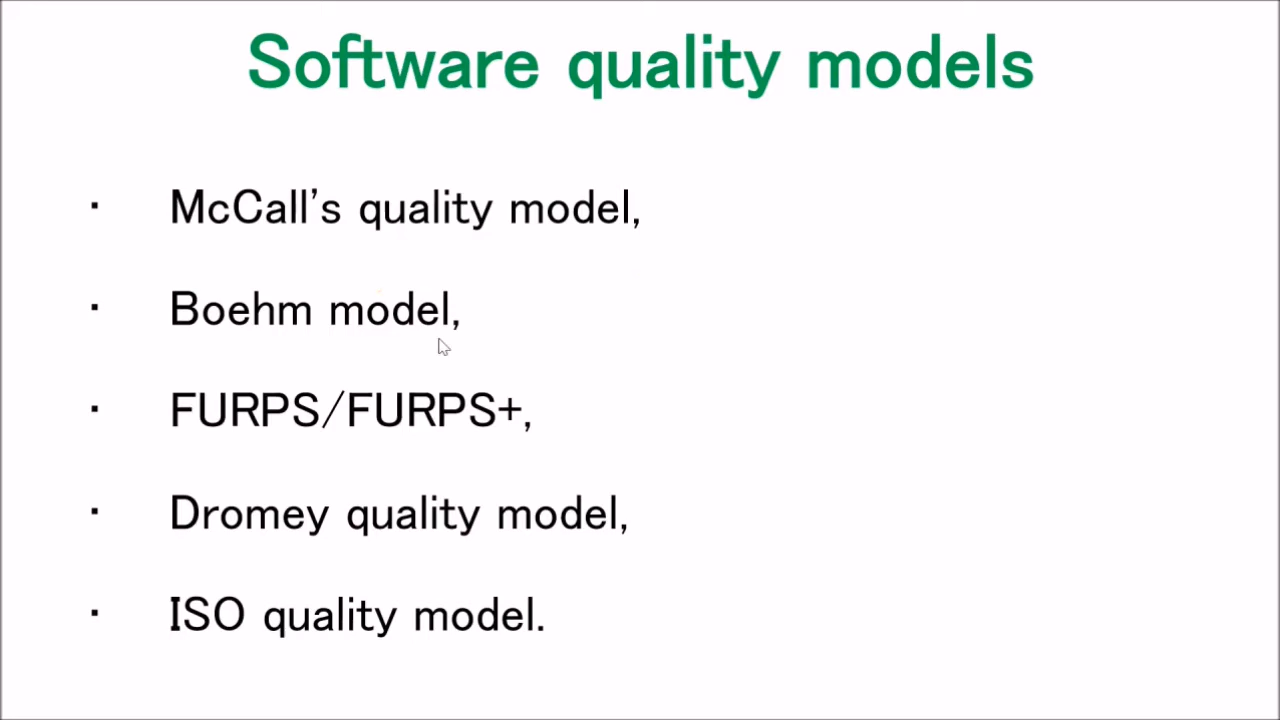 Software quality models
· McCall’s quality model,
· Boehm model,
· FURPS/FURPS+,
· Dromey quality model,
· ISO quality model.